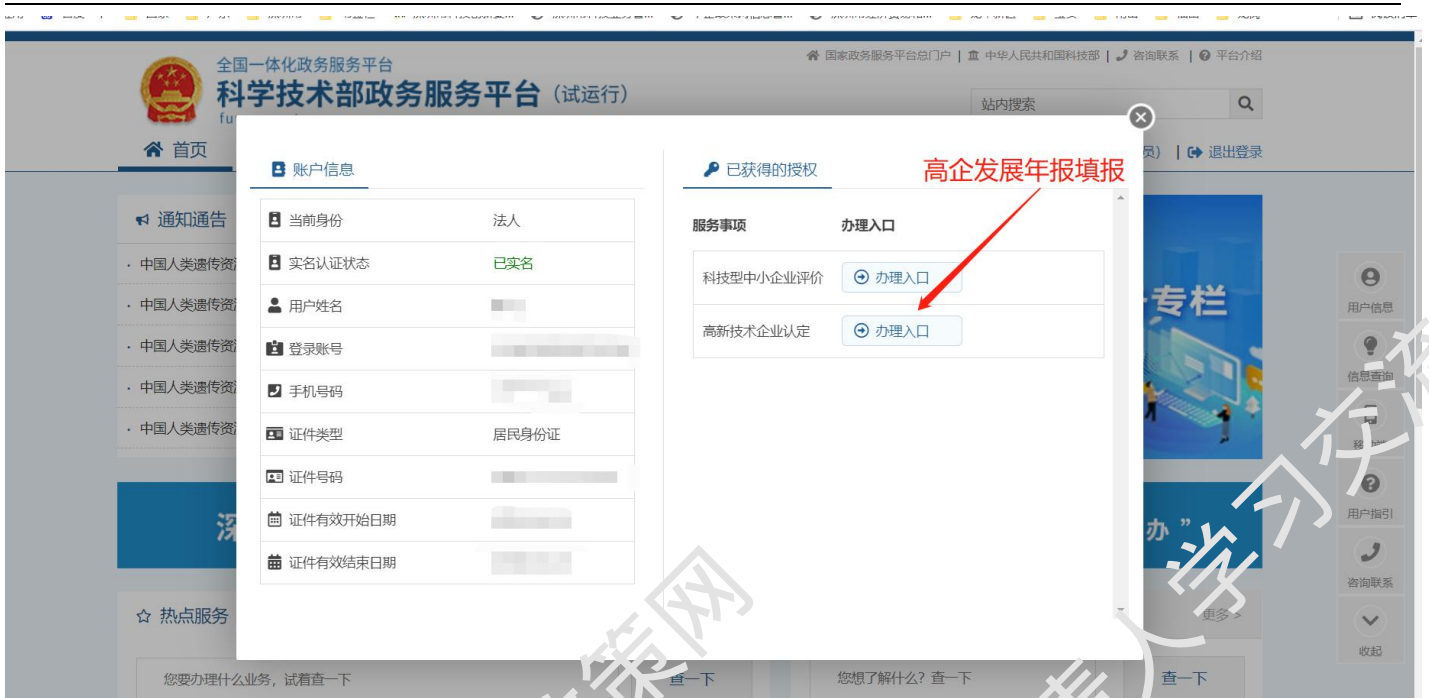 国家政务服务平台总门户 | 中华人民共和国科技部 | 咨询联系 | 平台介绍
全国一体化政务服务平台
科学技术部政务服务平台（试运行）
fu
站内搜索
首页
员） | 退出登录
账户信息
已获得的授权
高企发展年报填报
通知通告
当前身份 法人
服务事项 办理入口
中国人类遗传资
实名认证状态 已实名
科技型中小企业评价 办理入口
专栏
用户信息
中国人类遗传资
用户姓名
高新技术企业认定 办理入口
中国人类遗传资
登录账号
信息查询
中国人类遗传资
手机号码
中国人类遗传资
证件类型 居民身份证
证件号码
深
证件有效开始日期
办”
用户指引
证件有效结束日期
咨询联系
热点服务
更多 >
收起
您要办理什么业务，试着查一下 查一下
您想了解什么？查一下 查一下
策网
人学习交流